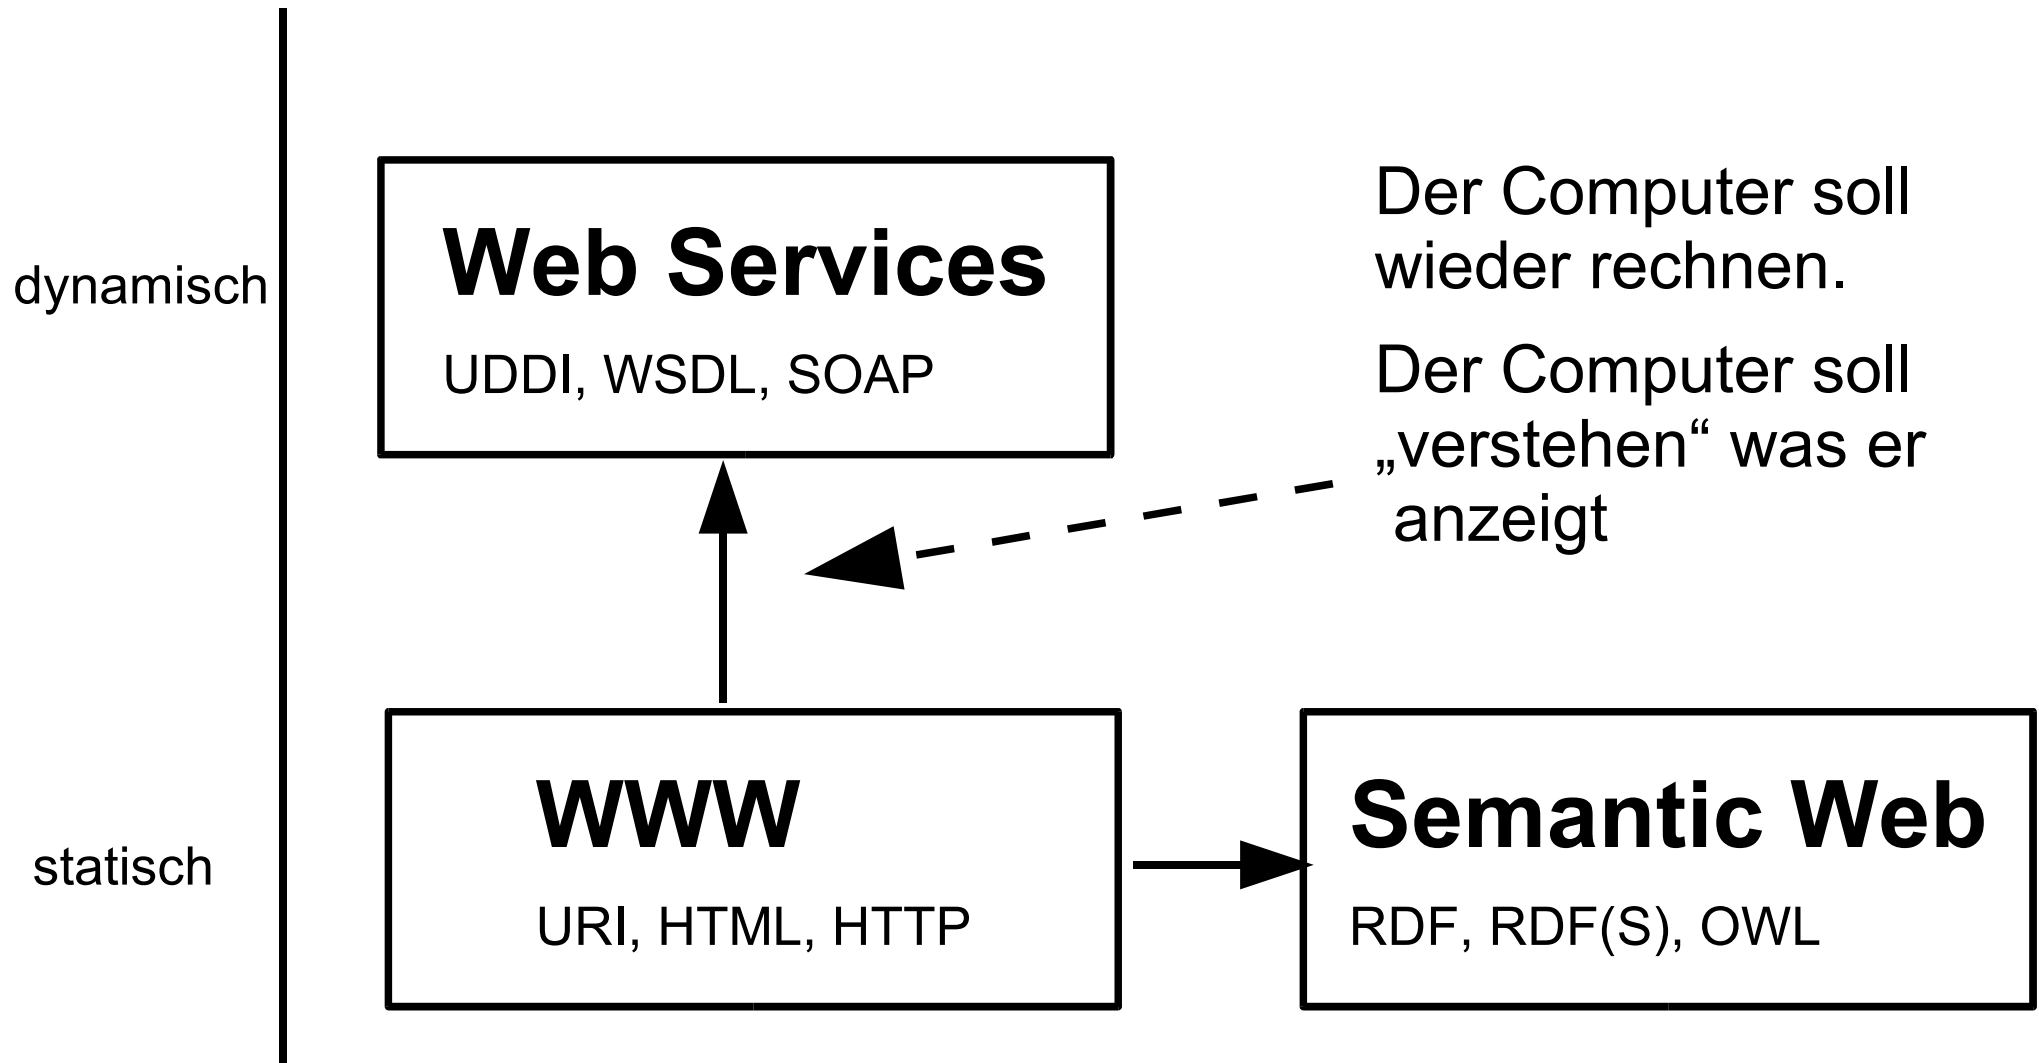 dynamisch
Web Services
UDDI, WSDL, SOAP
Der Computer soll
wieder rechnen.
Der Computer soll
„verstehen“ was er
anzeigt
statisch
WWW
URI, HTML, HTTP
Semantic Web
RDF, RDF(S), OWL